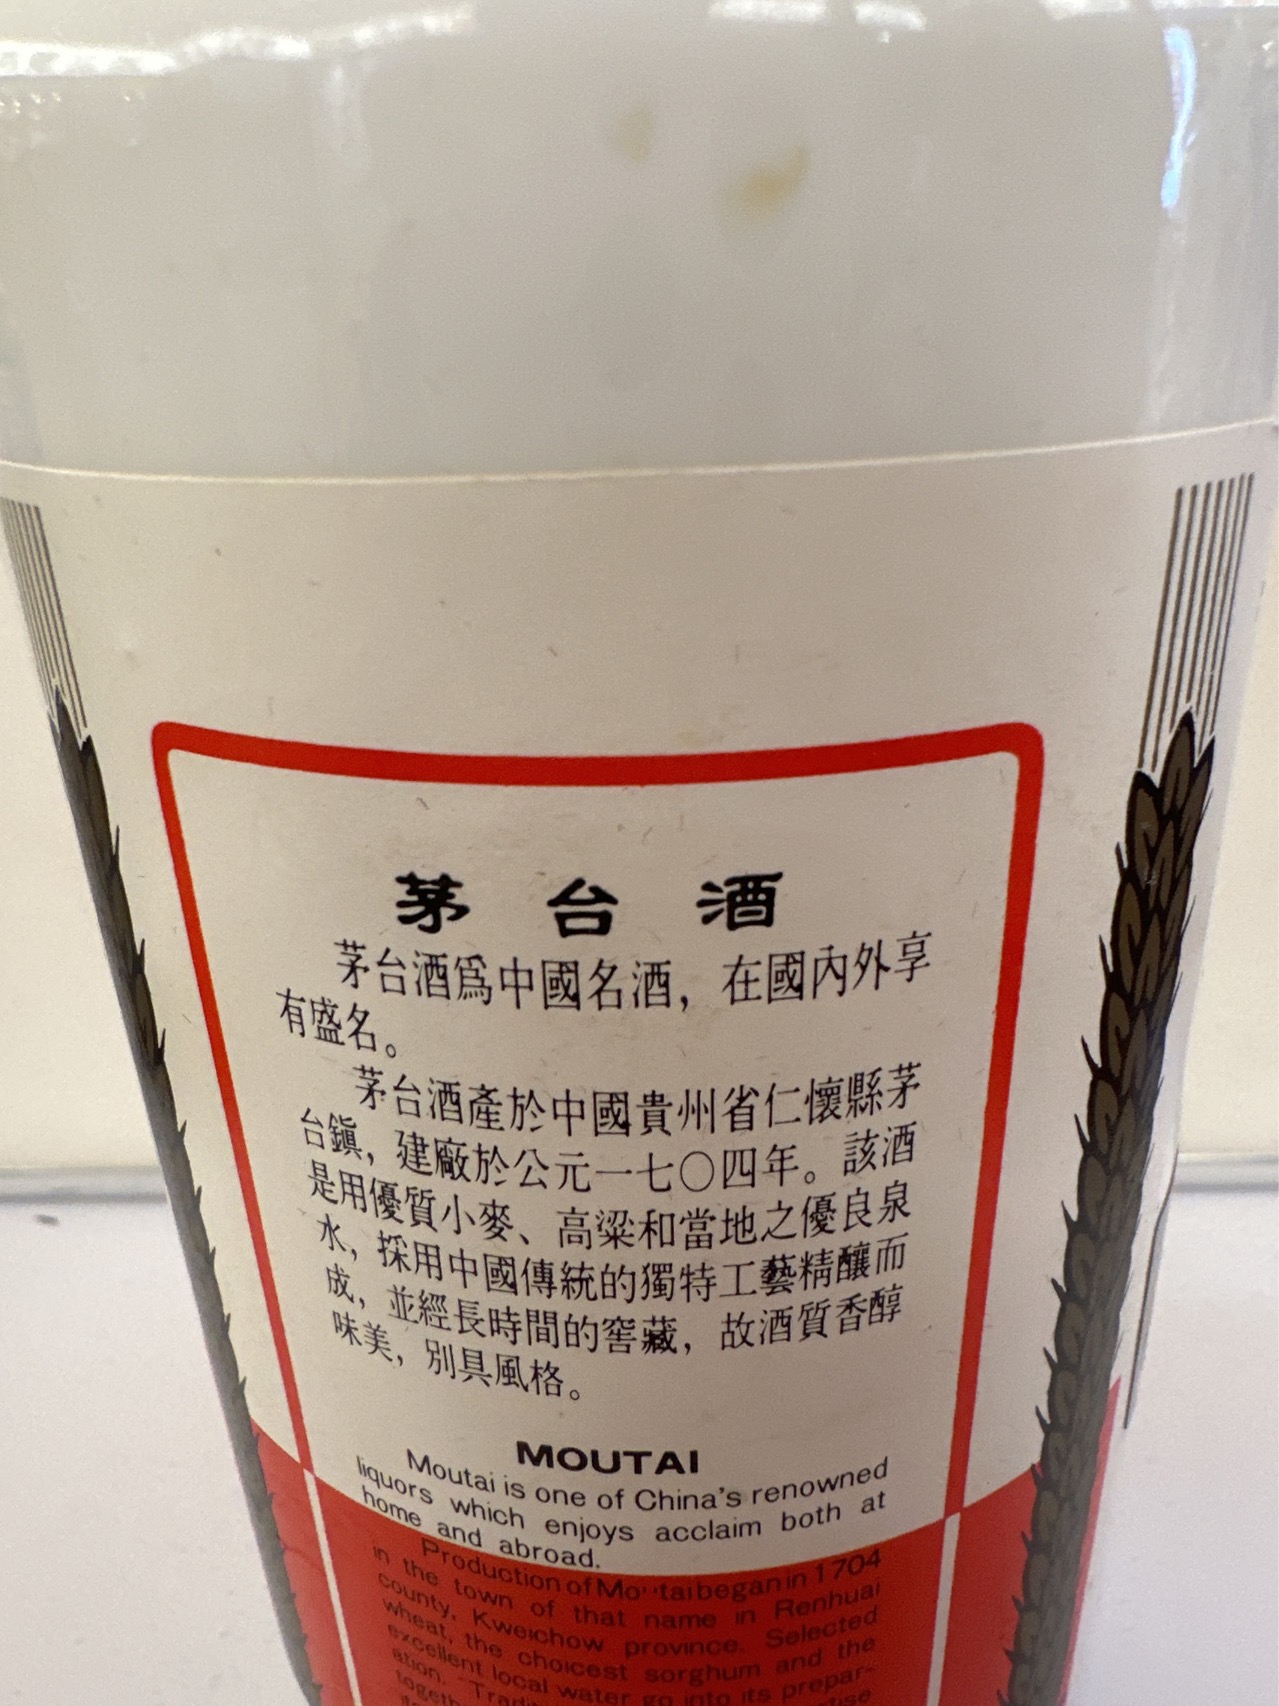 茅台酒
茅台酒爲中國名酒，在國內外享
有盛名。
茅台酒產於中國貴州省仁懷縣茅
台鎭，建廠於公元一七〇四年。該酒
是用優質小麥、高粱和當地之優良泉
水，採用中國傳統的獨特工藝精釀而
成，並經長時間的窖藏，故酒質香醇
味美，別具風格。
MOUTAI
Moutai is one of China's renowned
liquors which enjoys acclaim both at
home and abroad.
Production of Moutai began in 1704
in the town of that name in Renhuai
county, Kweichow province. Selected
wheat, the choicest sorghum and the
excellent local water go into its prepar-
ation.